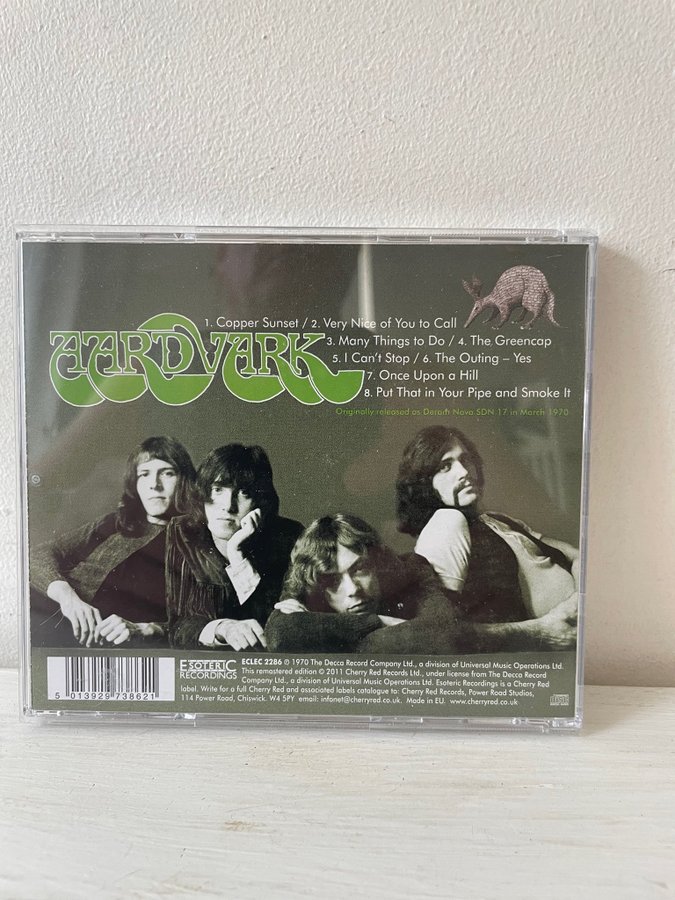 AARDVARK
1. Copper Sunset / 2. Very Nice of You to Call
3. Many Things to Do / 4. The Greencap
5. I Can't Stop / 6. The Outing – Yes
7. Once Upon a Hill
8. Put That in Your Pipe and Smoke It
Originally released as Deram Nova SDN 17 in March 1970
5 013929 738621
ESOTERIC
RECORDINGS
ECLEC 2286 ℗ 1970 The Decca Record Company Ltd., a division of Universal Music Operations Ltd.
This remastered edition © 2011 Cherry Red Records Ltd., under license from The Decca Record
Company Ltd., a division of Universal Music Operations Ltd. Esoteric Recordings is a Cherry Red
label. Write for a full Cherry Red and associated labels catalogue to: Cherry Red Records, Power Road Studios,
114 Power Road, Chiswick. W4 5PY email: infonet@cherryred.co.uk. Made in EU. www.cherryred.co.uk